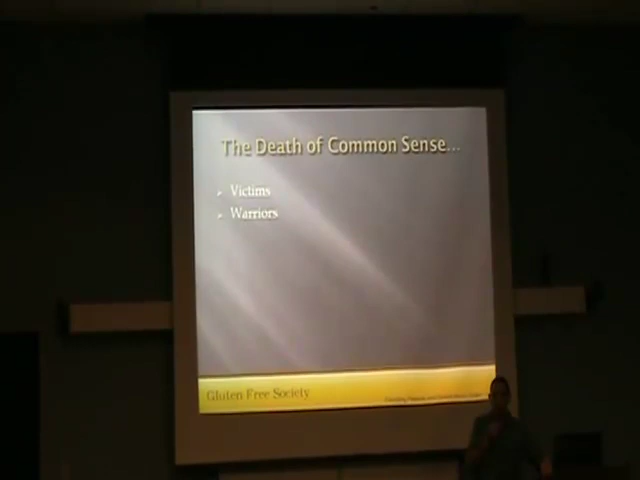 The Death of Common Sense...
Victims
Warriors
Gluten Free Society